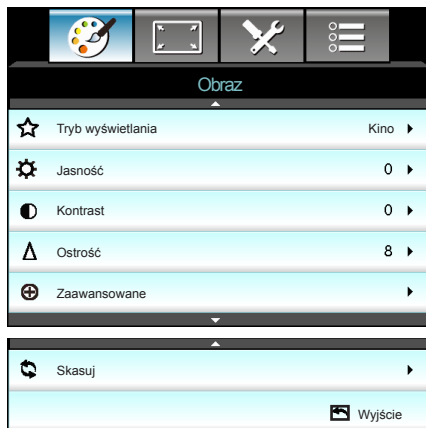 Obraz
Tryb wyświetlania Kino
Jasność 0
Kontrast 0
Ostrość 8
Zaawansowane
Skasuj
Wyjście